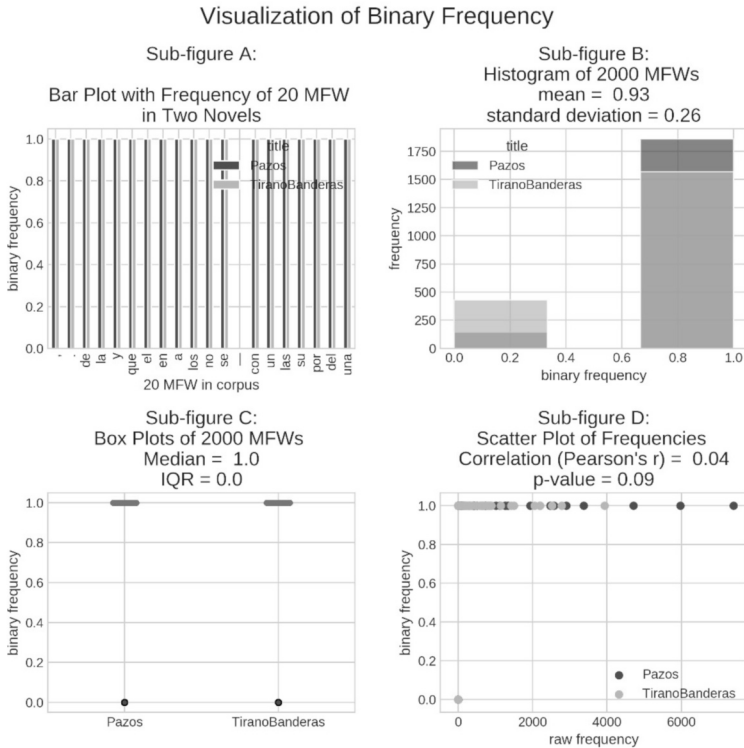 Visualization of Binary Frequency
Sub-figure A:
Bar Plot with Frequency of 20 MFW
in Two Novels
1.0
0.8
0.6
0.4
0.2
0.0
binary frequency
title
Pazos
TiranoBanderas
, . de la y que el en a los no se — con un las su por del una
20 MFW in corpus
Sub-figure B:
Histogram of 2000 MFWs
mean = 0.93
standard deviation = 0.26
1750
1500
1250
1000
750
500
250
0
frequency
title
Pazos
TiranoBanderas
0.0 0.2 0.4 0.6 0.8 1.0
binary frequency
Sub-figure C:
Box Plots of 2000 MFWs
Median = 1.0
IQR = 0.0
1.0
0.8
0.6
0.4
0.2
0.0
binary frequency
Pazos TiranoBanderas
Sub-figure D:
Scatter Plot of Frequencies
Correlation (Pearson's r) = 0.04
p-value = 0.09
1.0
0.8
0.6
0.4
0.2
0.0
binary frequency
Pazos
TiranoBanderas
0 2000 4000 6000
raw frequency